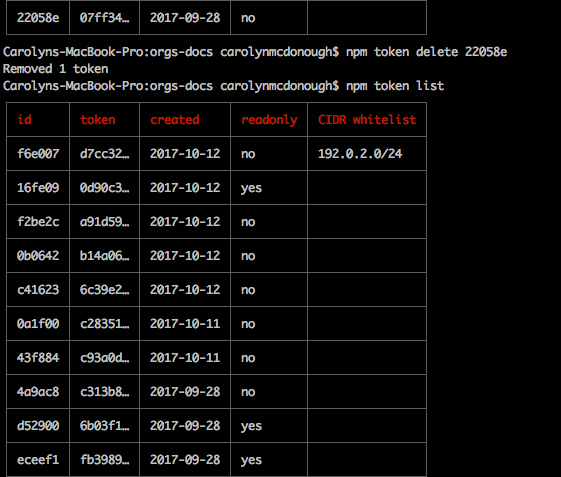 22058e 07ff34… 2017-09-28 no
Carolyns-MacBook-Pro:orgs-docs carolynmcdonough$ npm token delete 22058e
Removed 1 token
Carolyns-MacBook-Pro:orgs-docs carolynmcdonough$ npm token list
id token created readonly CIDR whitelist
f6e007 d7cc32… 2017-10-12 no 192.0.2.0/24
16fe09 0d90c3… 2017-10-12 yes
f2be2c a91d59… 2017-10-12 no
0b0642 b14a06… 2017-10-12 no
c41623 6c39e2… 2017-10-12 no
0a1f00 c28351… 2017-10-11 no
43f884 c93a0d… 2017-10-11 no
4a9ac8 c313b8… 2017-09-28 no
d52900 6b03f1… 2017-09-28 yes
eceef1 fb3989… 2017-09-28 yes